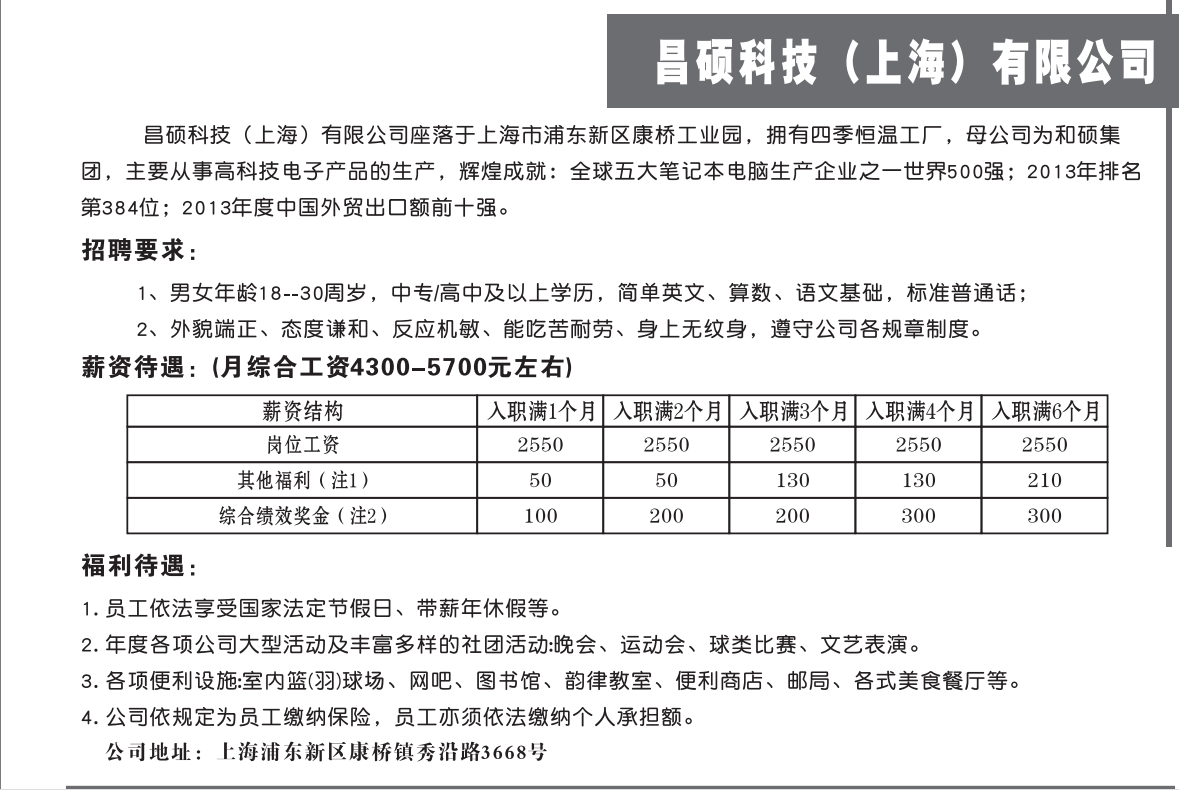 昌硕科技（上海）有限公司
昌硕科技（上海）有限公司座落于上海市浦东新区康桥工业园，拥有四季恒温工厂，母公司为和硕集
团，主要从事高科技电子产品的生产，辉煌成就：全球五大笔记本电脑生产企业之一世界500强；2013年排名
第384位；2013年度中国外贸出口额前十强。
招聘要求：
1、男女年龄18--30周岁，中专/高中及以上学历，简单英文、算数、语文基础，标准普通话；
2、外貌端正、态度谦和、反应机敏、能吃苦耐劳、身上无纹身，遵守公司各规章制度。
薪资待遇：(月综合工资4300–5700元左右)
薪资结构 入职满1个月 入职满2个月 入职满3个月 入职满4个月 入职满6个月
岗位工资 2550 2550 2550 2550 2550
其他福利（注1） 50 50 130 130 210
综合绩效奖金（注2） 100 200 200 300 300
福利待遇：
1. 员工依法享受国家法定节假日、带薪年休假等。
2. 年度各项公司大型活动及丰富多样的社团活动:晚会、运动会、球类比赛、文艺表演。
3. 各项便利设施:室内篮(羽)球场、网吧、图书馆、韵律教室、便利商店、邮局、各式美食餐厅等。
4. 公司依规定为员工缴纳保险，员工亦须依法缴纳个人承担额。
公司地址：上海浦东新区康桥镇秀沿路3668号